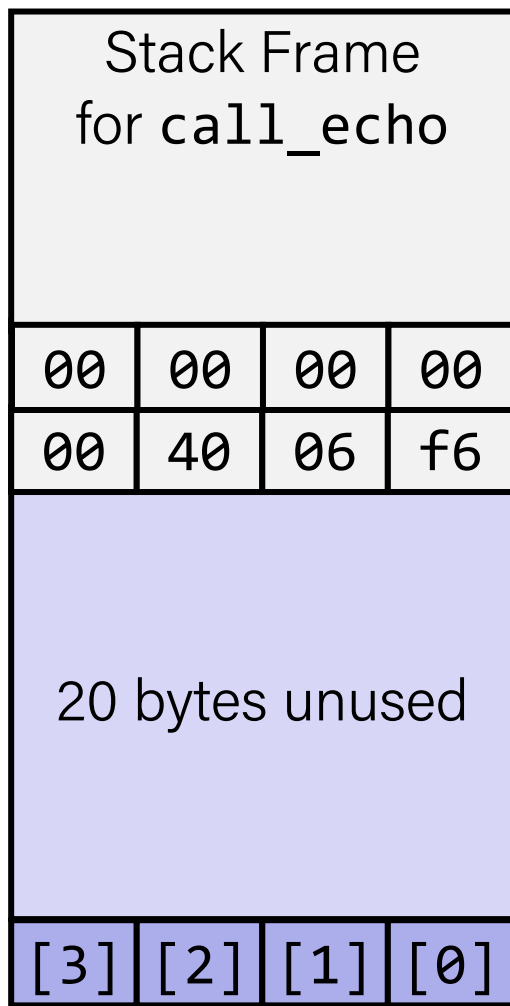 Stack Frame
for call_echo
00 00 00 00
00 40 06 f6
20 bytes unused
[3] [2] [1] [0]